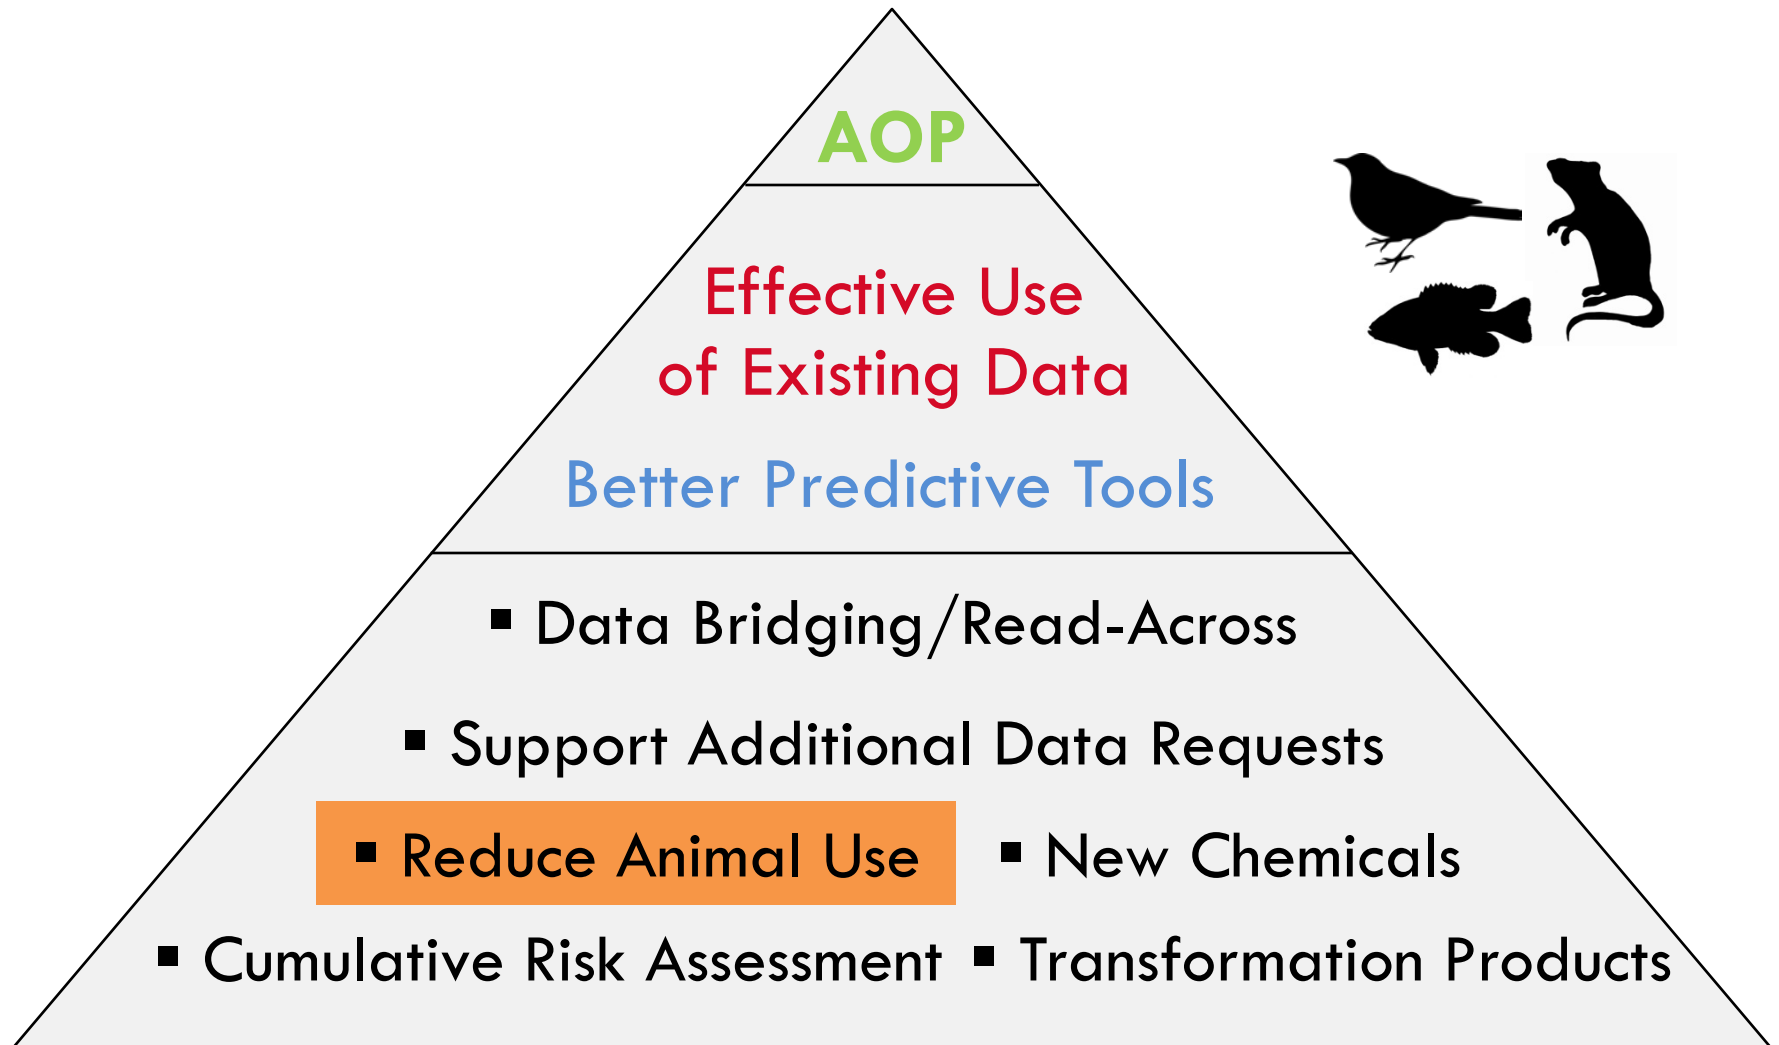 AOP
Effective Use
of Existing Data
Better Predictive Tools
▪ Data Bridging/Read-Across
▪ Support Additional Data Requests
▪ Reduce Animal Use ▪ New Chemicals
▪ Cumulative Risk Assessment ▪ Transformation Products